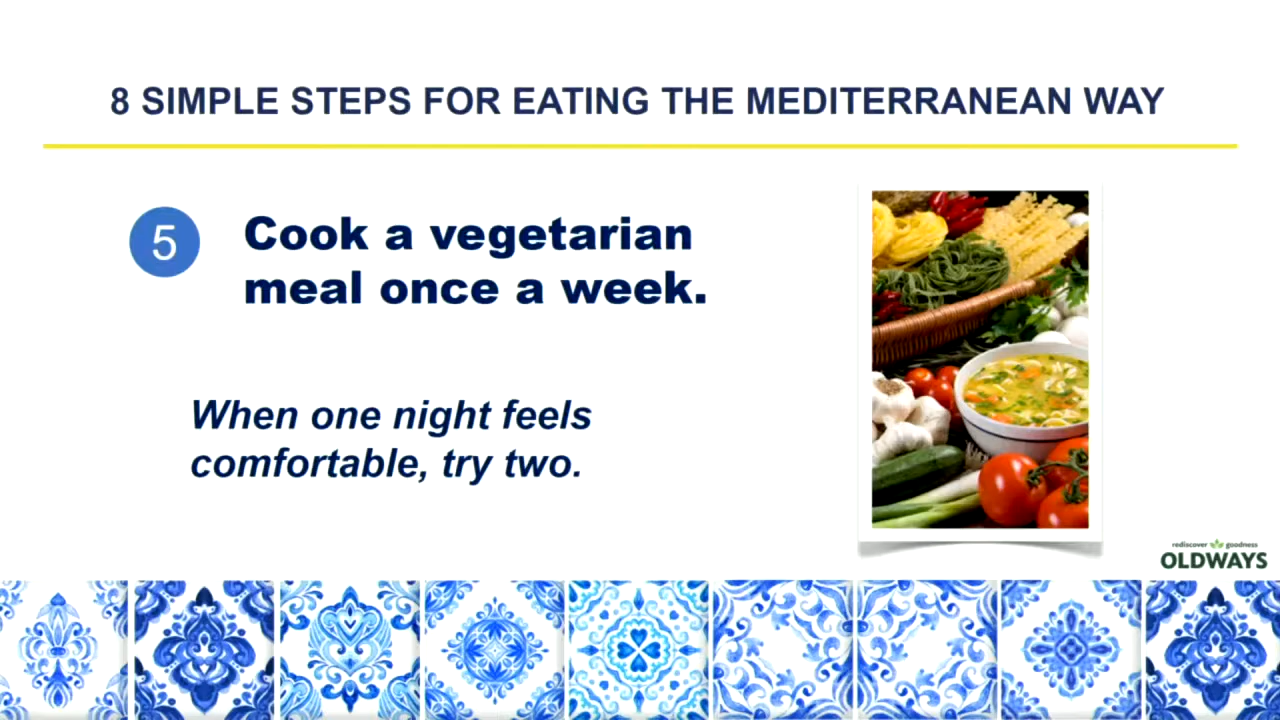 8 SIMPLE STEPS FOR EATING THE MEDITERRANEAN WAY
5
Cook a vegetarian
meal once a week.
When one night feels
comfortable, try two.
rediscover goodness
OLDWAYS